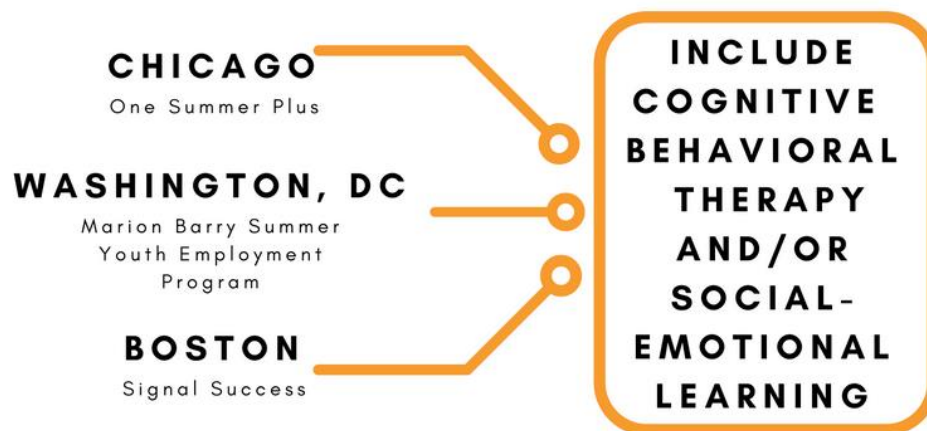 CHICAGO
One Summer Plus
WASHINGTON, DC
Marion Barry Summer
Youth Employment
Program
BOSTON
Signal Success
INCLUDE
COGNITIVE
BEHAVIORAL
THERAPY
AND/OR
SOCIAL-
EMOTIONAL
LEARNING